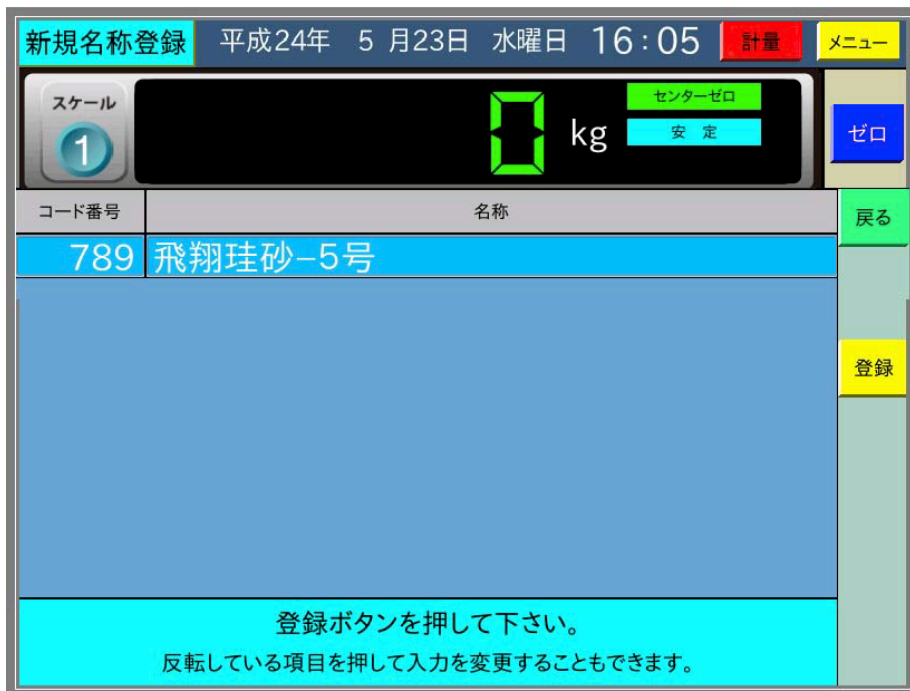 新規名称登録 平成24年 5月23日 水曜日 16:05 計量 メニュー
スケール
1
0 kg
センターゼロ
安 定
ゼロ
コード番号 名称
戻る
789 飛翔珪砂-5号
登録
登録ボタンを押して下さい。
反転している項目を押して入力を変更することもできます。